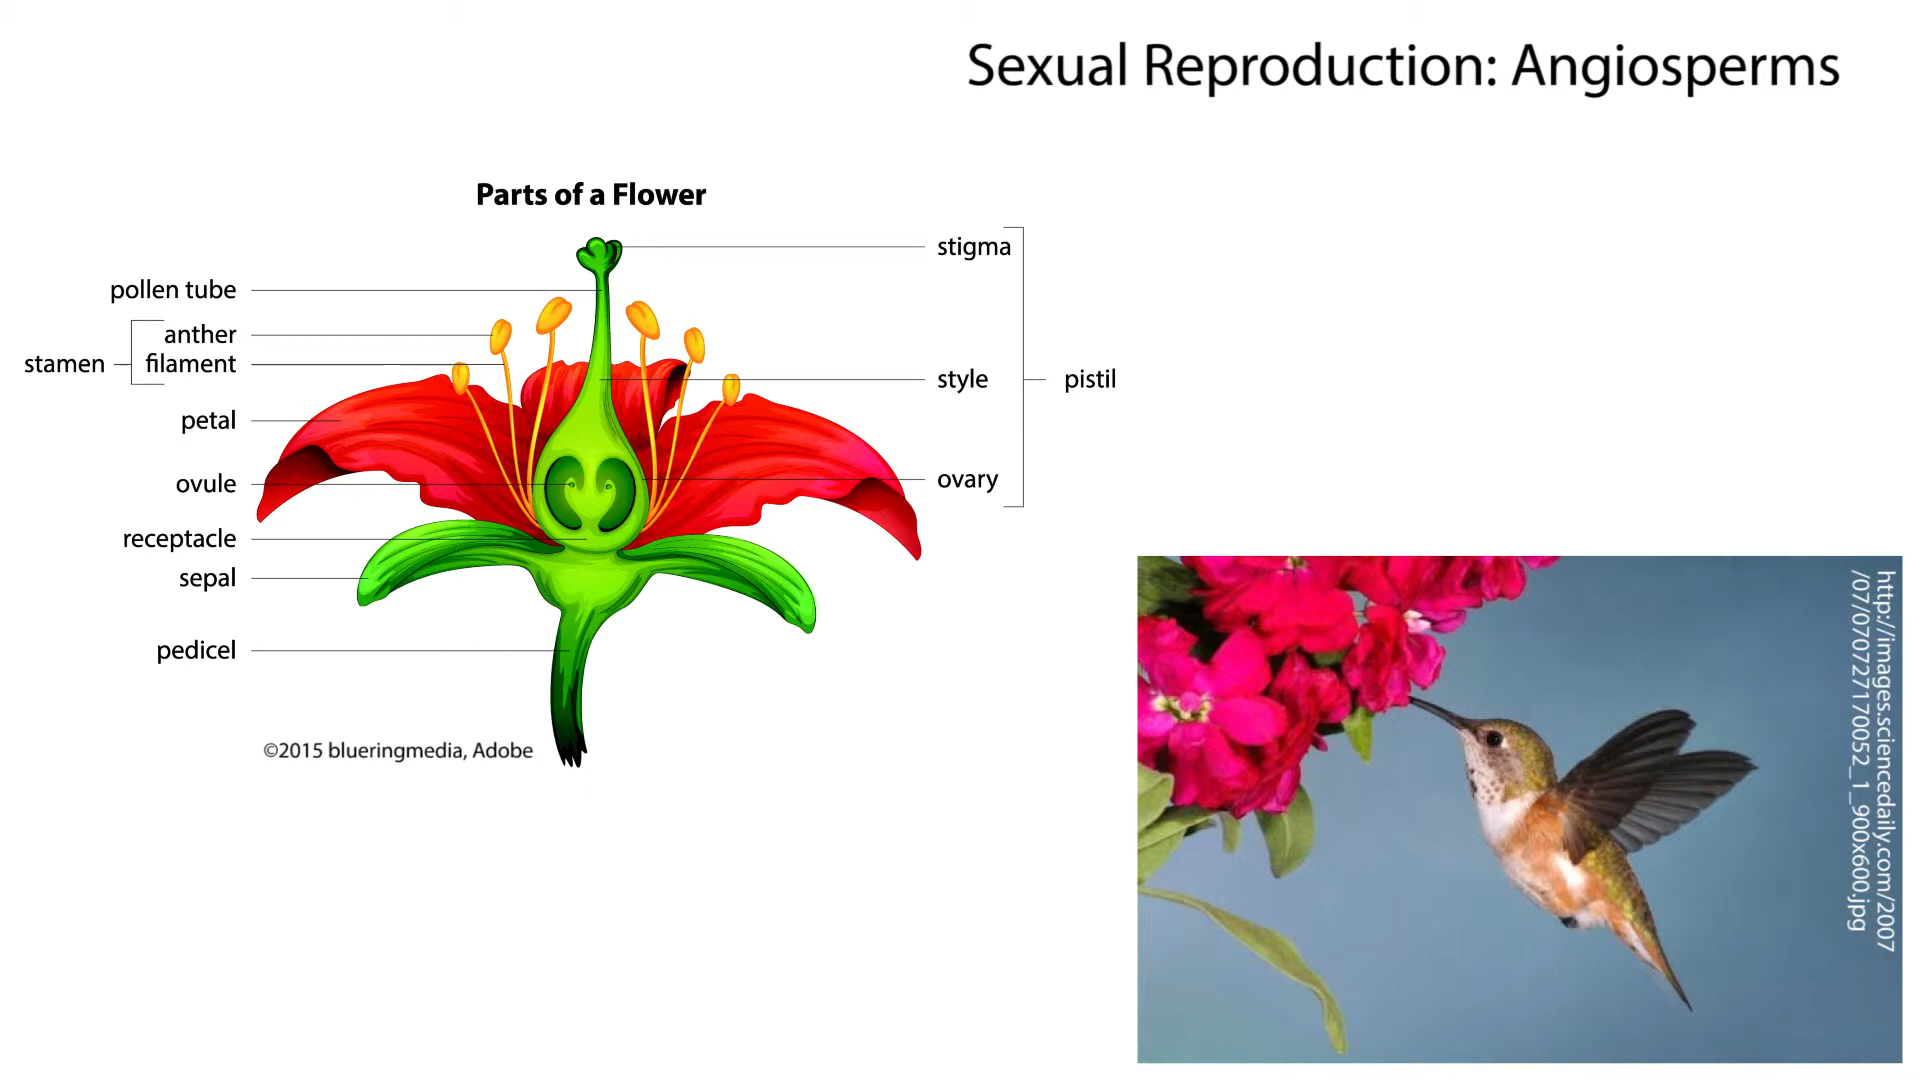 Sexual Reproduction: Angiosperms
Parts of a Flower
pollen tube
anther
filament
stamen
petal
ovule
receptacle
sepal
pedicel
stigma
style
ovary
pistil
©2015 blueringmedia, Adobe
http://images.sciencedaily.com/2007
/07/070727170052_1_900x600.jpg